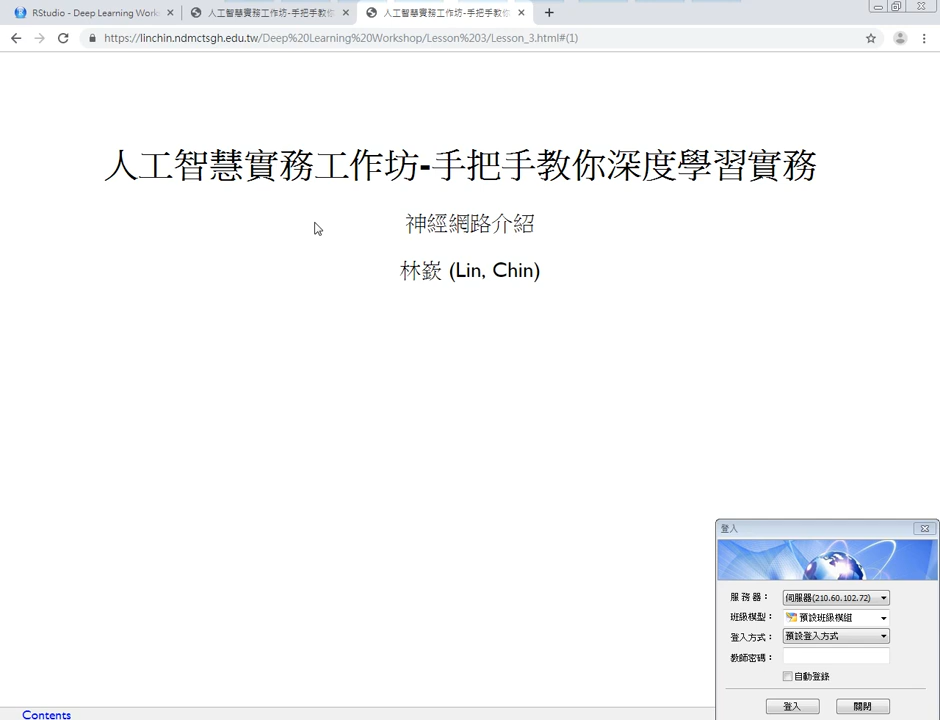 RStudio - Deep Learning Work
人工智慧實務工作坊-手把手教你
人工智慧實務工作坊-手把手教你
https://linchin.ndmctsgh.edu.tw/Deep%20Learning%20Workshop/Lesson%203/Lesson_3.html#(1)
人工智慧實務工作坊-手把手教你深度學習實務
神經網路介紹
林嶔 (Lin, Chin)
登入
服務器： 伺服器(210.60.102.72)
班級模型： 預設班級模組
登入方式： 預設登入方式
教師密碼：
自動登錄
登入 關閉
Contents